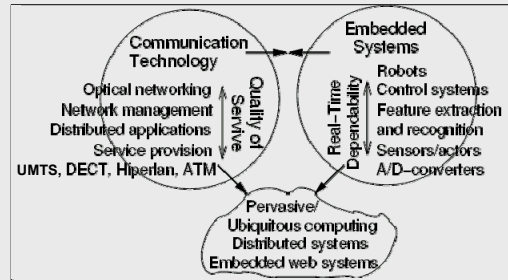 Communication
Technology
Optical networking
Network management
Distributed applications
Service provision
UMTS, DECT, Hiperlan, ATM
Quality of
Servive
Embedded
Systems
Robots
Control systems
Feature extraction
and recognition
Sensors/actors
A/D-converters
Real-Time
Dependability
Pervasive/
Ubiquitous computing
Distributed systems
Embedded web systems